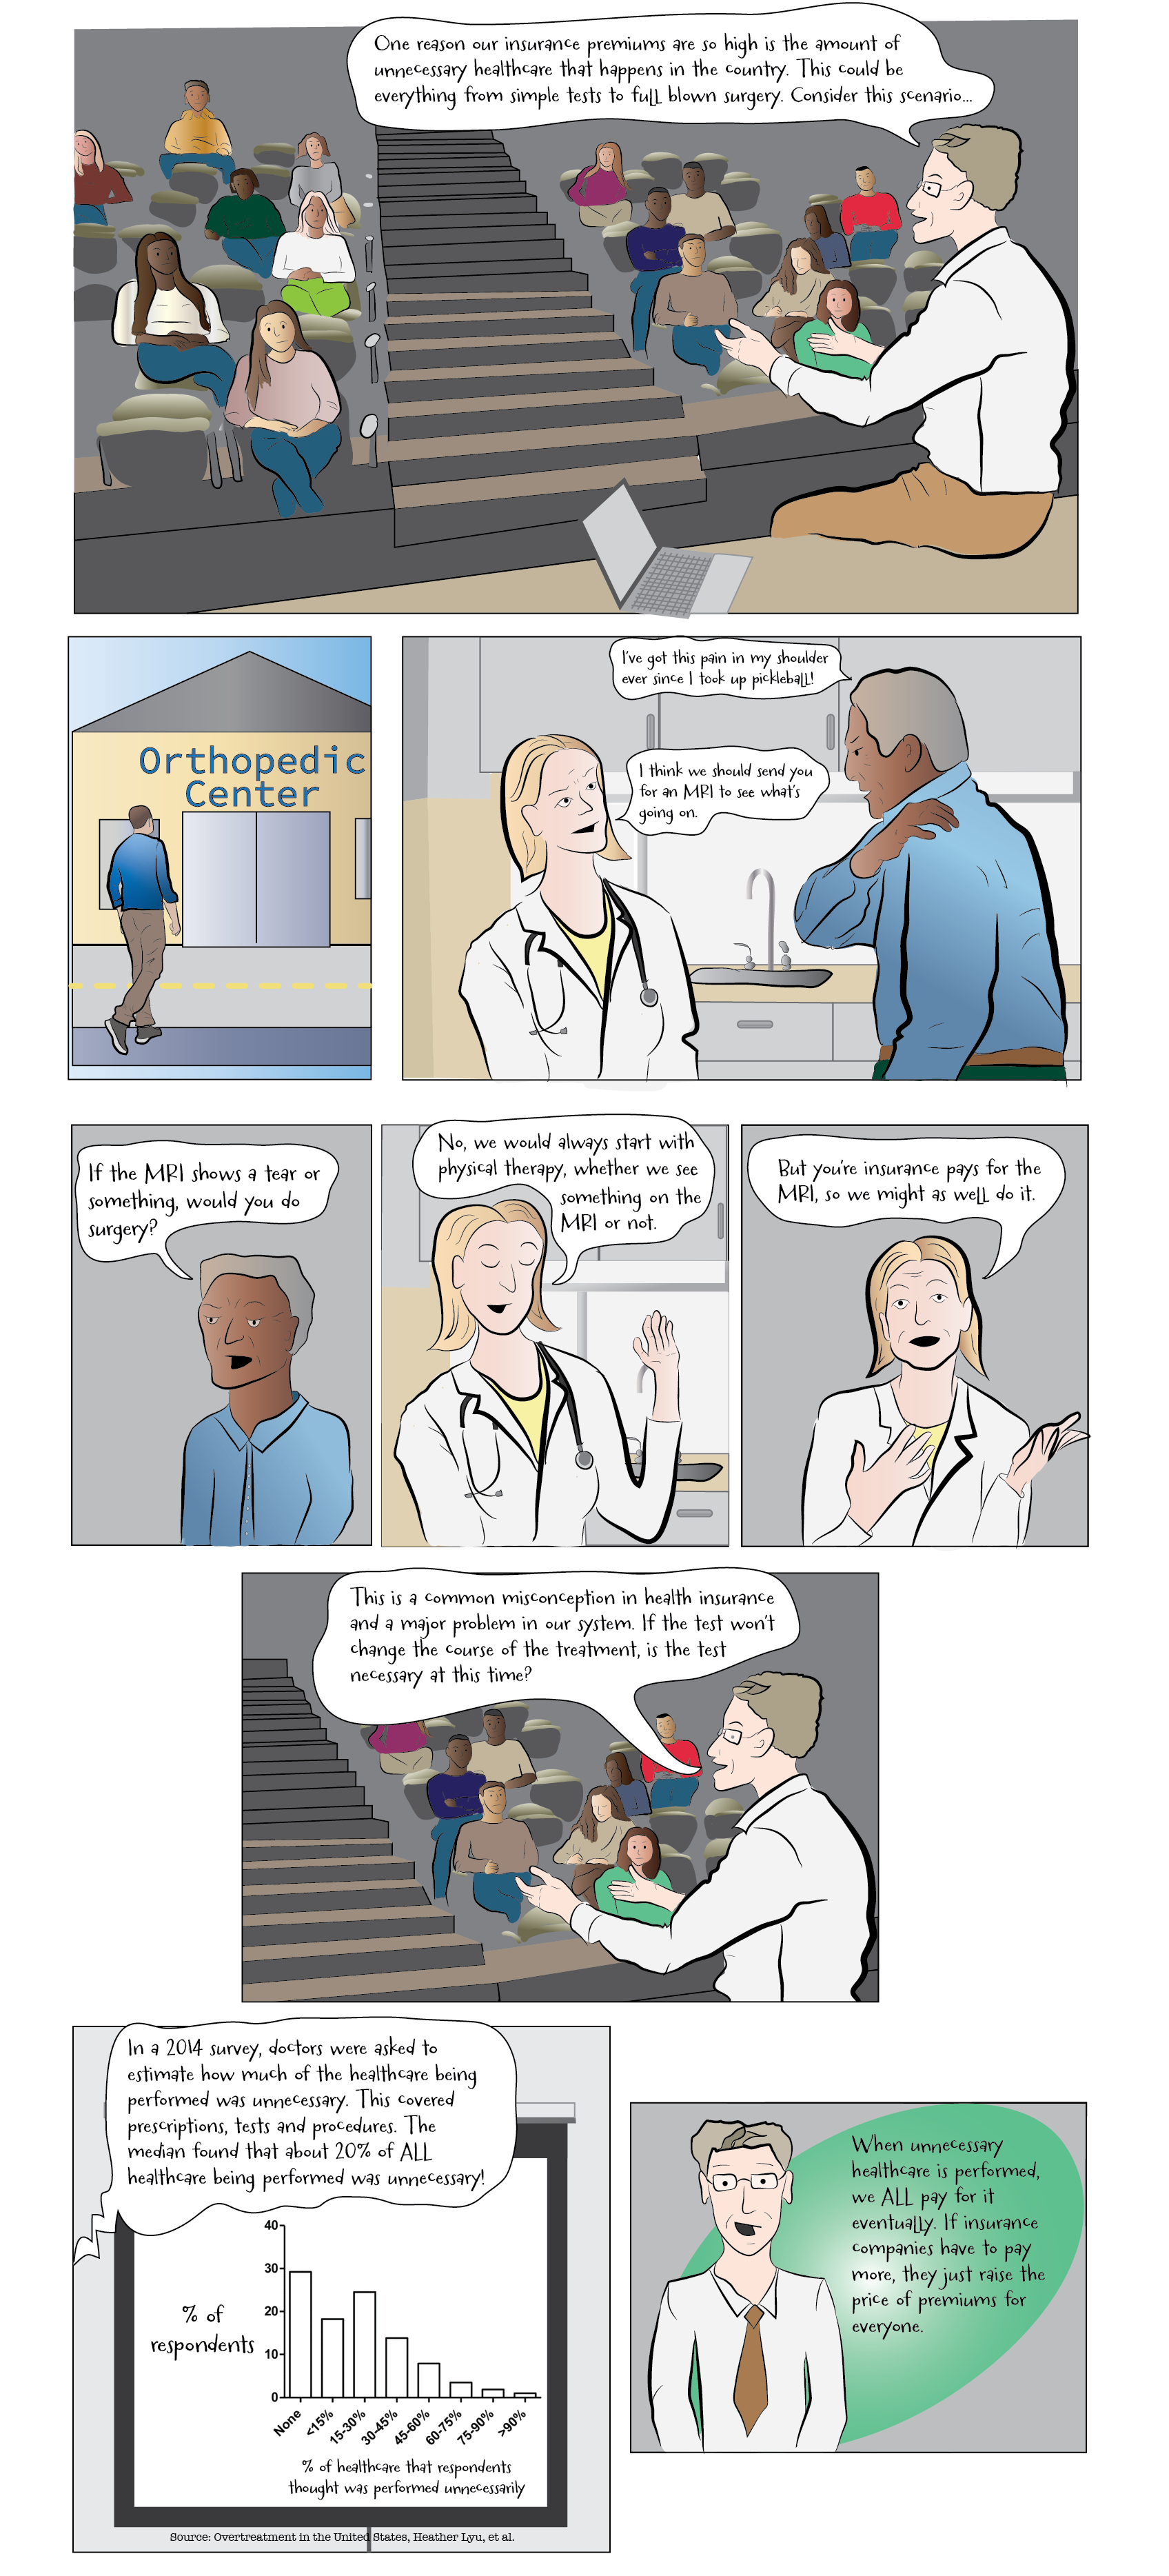 One reason our insurance premiums are so high is the amount of
unnecessary healthcare that happens in the country. This could be
everything from simple tests to full blown surgery. Consider this scenario...
Orthopedic
Center
I've got this pain in my shoulder
ever since I took up pickleball!
I think we should send you
for an MRI to see what's
going on.
If the MRI shows a tear or
something, would you do
surgery?
No, we would always start with
physical therapy, whether we see
something on the
MRI or not.
But you're insurance pays for the
MRI, so we might as well do it.
This is a common misconception in health insurance
and a major problem in our system. If the test won't
change the course of the treatment, is the test
necessary at this time?
In a 2014 survey, doctors were asked to
estimate how much of the healthcare being
performed was unnecessary. This covered
prescriptions, tests and procedures. The
median found that about 20% of ALL
healthcare being performed was unnecessary!
% of
respondents
40
30
20
10
0
None
<15%
15-30%
30-45%
45-60%
60-75%
75-90%
>90%
% of healthcare that respondents
thought was performed unnecessarily
Source: Overtreatment in the United States, Heather Lyu, et al.
When unnecessary
healthcare is performed,
we ALL pay for it
eventually. If insurance
companies have to pay
more, they just raise the
price of premiums for
everyone.